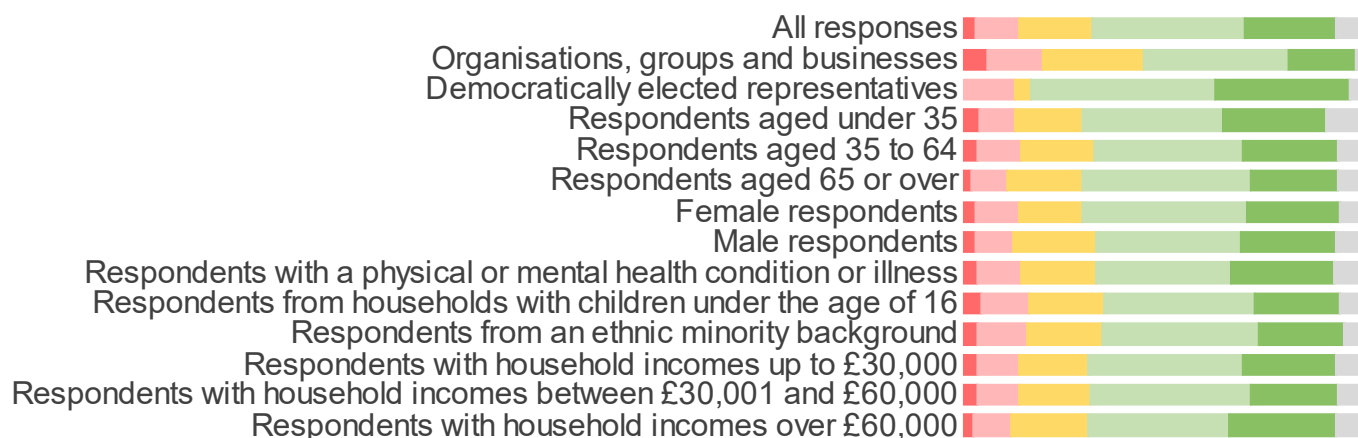 All responses
Organisations, groups and businesses
Democratically elected representatives
Respondents aged under 35
Respondents aged 35 to 64
Respondents aged 65 or over
Female respondents
Male respondents
Respondents with a physical or mental health condition or illness
Respondents from households with children under the age of 16
Respondents from an ethnic minority background
Respondents with household incomes up to £30,000
Respondents with household incomes between £30,001 and £60,000
Respondents with household incomes over £60,000